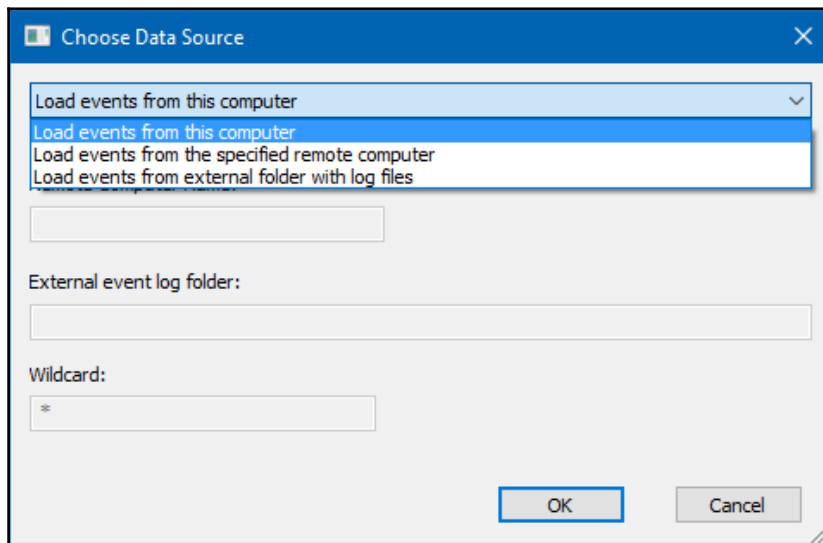 Choose Data Source
Load events from this computer
Load events from this computer
Load events from the specified remote computer
Load events from external folder with log files
External event log folder:
Wildcard:
*
OK Cancel